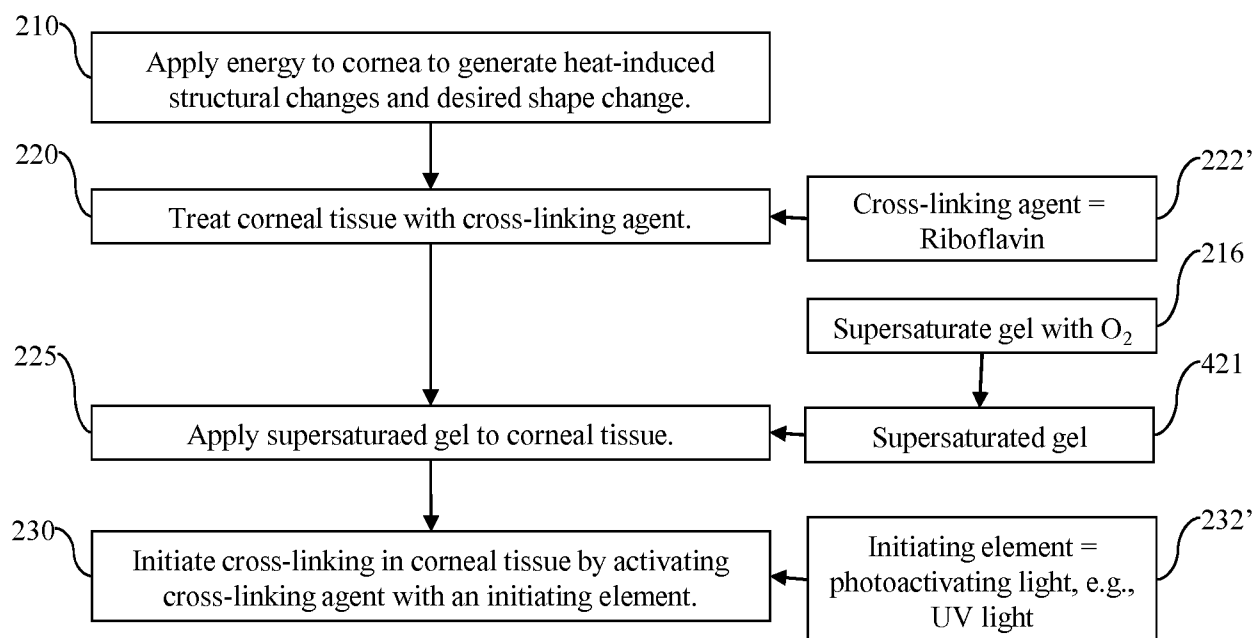 210
Apply energy to cornea to generate heat-induced
structural changes and desired shape change.
220
Treat corneal tissue with cross-linking agent.
Cross-linking agent =
Riboflavin
222’
216
Supersaturate gel with O₂
225
Apply supersaturaed gel to corneal tissue.
Supersaturated gel
421
230
Initiate cross-linking in corneal tissue by activating
cross-linking agent with an initiating element.
Initiating element =
photoactivating light, e.g.,
UV light
232’